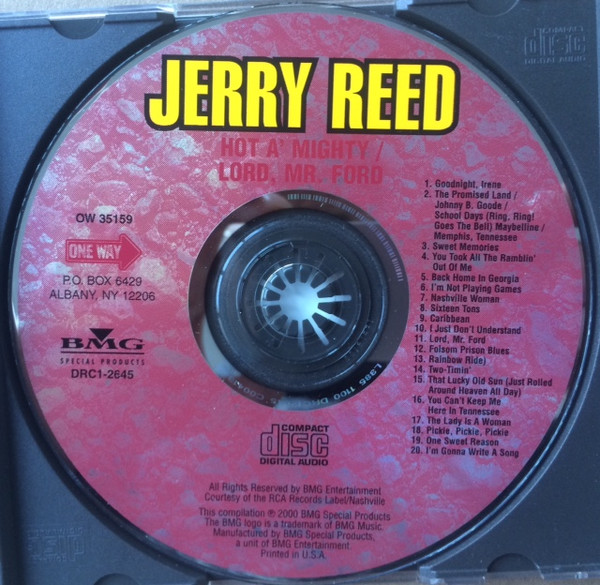 JERRY REED
HOT A' MIGHTY /
LORD, MR. FORD
COMPACT
disc
DIGITAL AUDIO
OW 35159
ONE WAY
P.O. BOX 6429
ALBANY, NY 12206
BMG
SPECIAL PRODUCTS
DRC1-2645
1. Goodnight, Irene
2. The Promised Land /
Johnny B. Goode /
School Days (Ring, Ring!
Goes The Bell) Maybelline /
Memphis, Tennessee
3. Sweet Memories
4. You Took All The Ramblin'
Out Of Me
5. Back Home In Georgia
6. I'm Not Playing Games
7. Nashville Woman
8. Sixteen Tons
9. Caribbean
10. I Just Don't Understand
11. Lord, Mr. Ford
12. Folsom Prison Blues
13. Rainbow Ride)
14. Two-Timin'
15. That Lucky Old Sun (Just Rolled
Around Heaven All Day)
16. You Can't Keep Me
Here In Tennessee
17. The Lady Is A Woman
18. Pickie, Pickie, Pickie
19. One Sweet Reason
20. I'm Gonna Write A Song
COMPACT
disc
DIGITAL AUDIO
All Rights Reserved by BMG Entertainment
Courtesy of the RCA Records Label/Nashville
This compilation ℗ 2000 BMG Special Products
The BMG logo is a trademark of BMG Music.
Manufactured by BMG Special Products,
a unit of BMG Entertainment.
Printed in U.S.A.